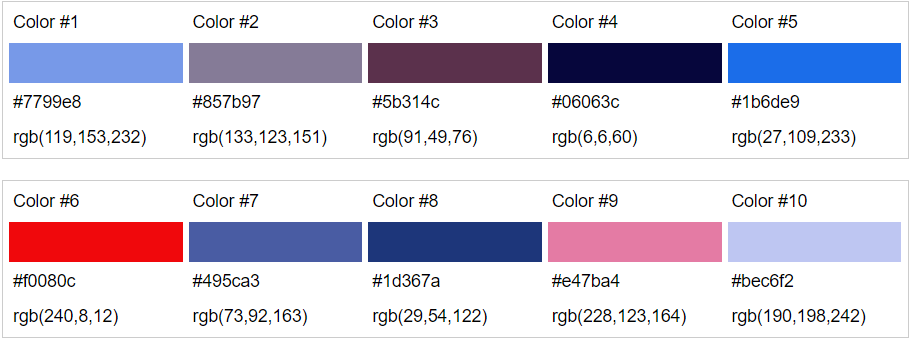 Color #1 Color #2 Color #3 Color #4 Color #5
#7799e8 #857b97 #5b314c #06063c #1b6de9
rgb(119,153,232) rgb(133,123,151) rgb(91,49,76) rgb(6,6,60) rgb(27,109,233)
Color #6 Color #7 Color #8 Color #9 Color #10
#f0080c #495ca3 #1d367a #e47ba4 #bec6f2
rgb(240,8,12) rgb(73,92,163) rgb(29,54,122) rgb(228,123,164) rgb(190,198,242)